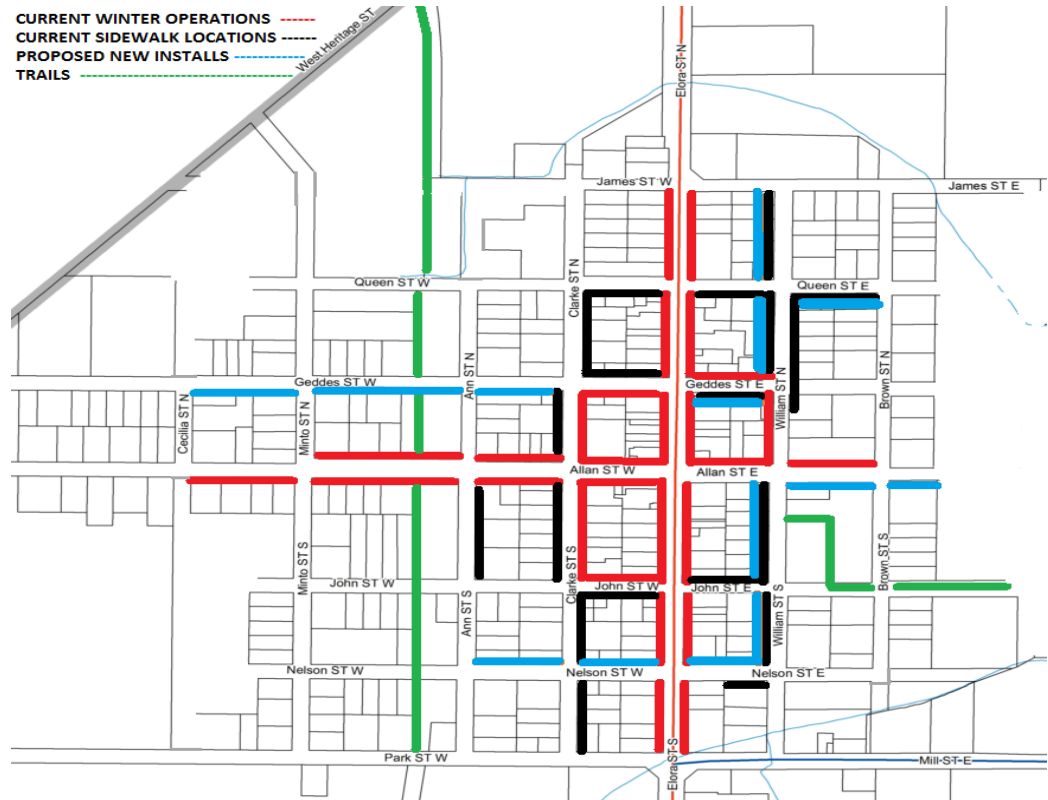 CURRENT WINTER OPERATIONS
CURRENT SIDEWALK LOCATIONS
PROPOSED NEW INSTALLS
TRAILS
West Heritage ST
Elora ST N
James ST W
James ST E
Queen ST W
Clarke ST N
Queen ST E
Geddes ST W
Ann ST N
Geddes ST E
William ST N
Brown ST N
Cecilia ST N
Minto ST N
Allan ST W
Allan ST E
Minto ST S
John ST W
Clarke ST S
John ST W
John ST E
Brown ST S
Ann ST S
William ST S
Nelson ST W
Nelson ST W
Nelson ST E
Park ST W
Elora ST S
Mill ST E